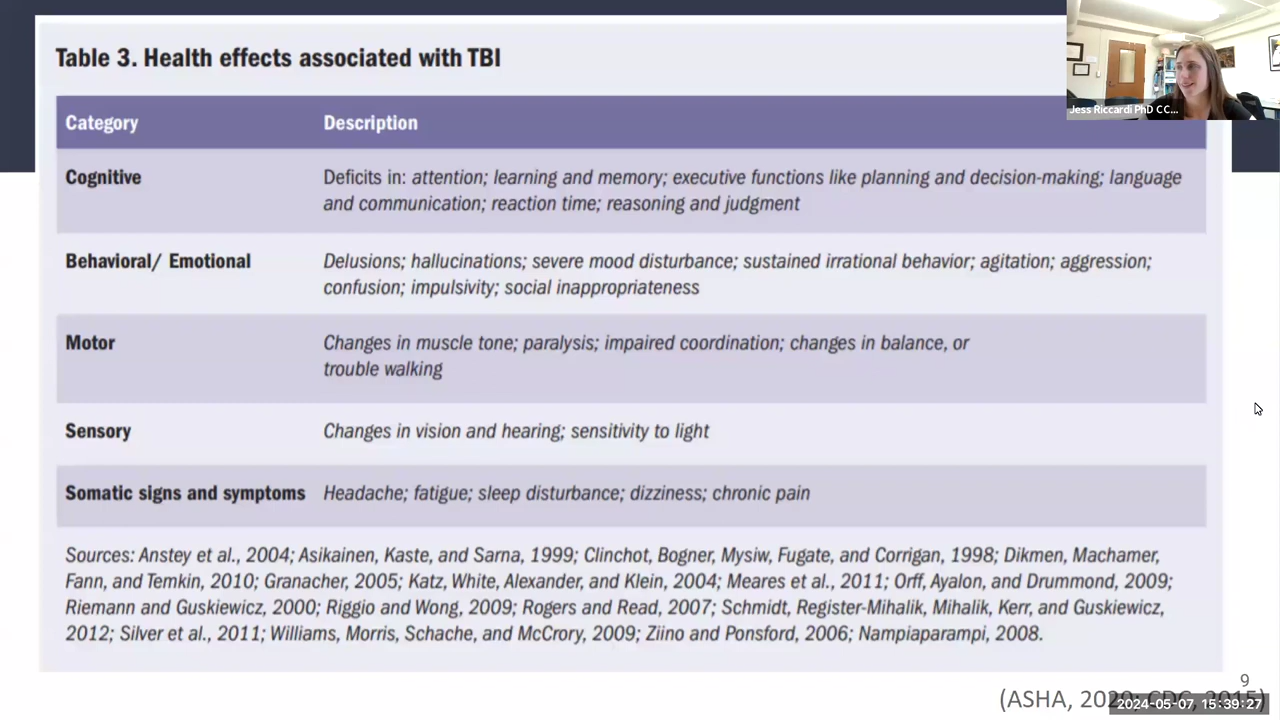 Table 3. Health effects associated with TBI
Jess Riccardi PhD CC...
Category Description
Cognitive Deficits in: attention; learning and memory; executive functions like planning and decision-making; language
and communication; reaction time; reasoning and judgment
Behavioral/ Emotional Delusions; hallucinations; severe mood disturbance; sustained irrational behavior; agitation; aggression;
confusion; impulsivity; social inappropriateness
Motor Changes in muscle tone; paralysis; impaired coordination; changes in balance, or
trouble walking
Sensory Changes in vision and hearing; sensitivity to light
Somatic signs and symptoms Headache; fatigue; sleep disturbance; dizziness; chronic pain
Sources: Anstey et al., 2004; Asikainen, Kaste, and Sarna, 1999; Clinchot, Bogner, Mysiw, Fugate, and Corrigan, 1998; Dikmen, Machamer,
Fann, and Temkin, 2010; Granacher, 2005; Katz, White, Alexander, and Klein, 2004; Meares et al., 2011; Orff, Ayalon, and Drummond, 2009;
Riemann and Guskiewicz, 2000; Riggio and Wong, 2009; Rogers and Read, 2007; Schmidt, Register-Mihalik, Mihalik, Kerr, and Guskiewicz,
2012; Silver et al., 2011; Williams, Morris, Schache, and McCrory, 2009; Ziino and Ponsford, 2006; Nampiaparampi, 2008.
9
(ASHA, CDC, 2015)
2024-05-07, 15:39:27